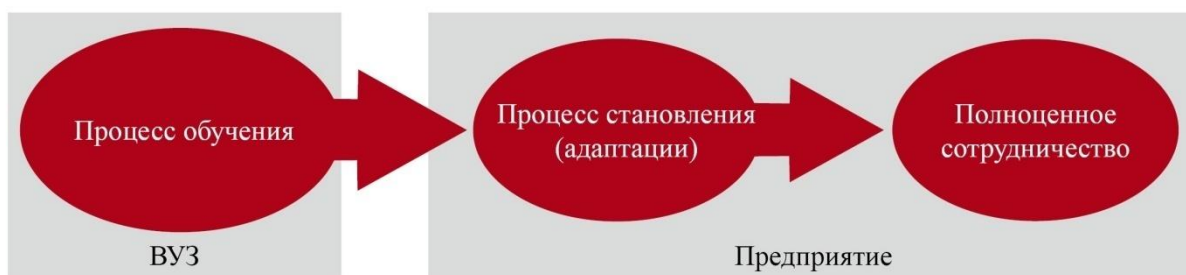 Процесс обучения
Процесс становления
(адаптации)
Полноценное
сотрудничество
ВУЗ
Предприятие